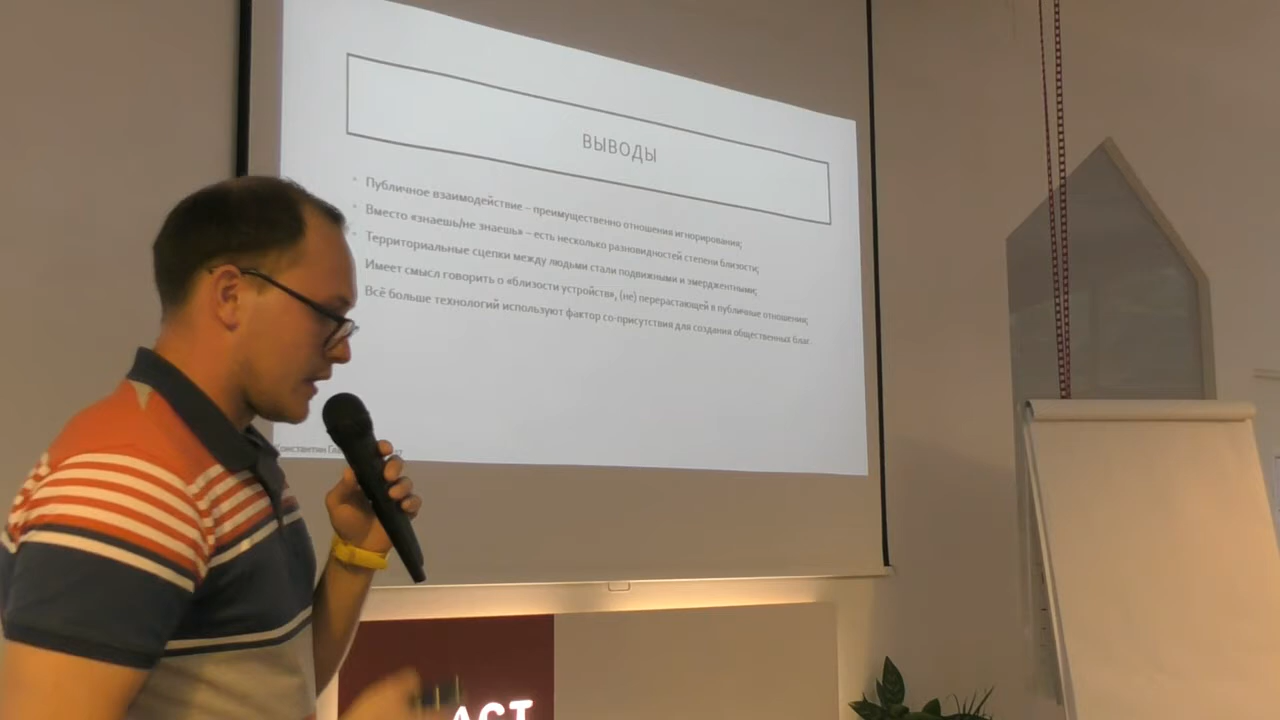 ВЫВОДЫ
Публичное взаимодействие – преимущественно отношения игнорирования;
Вместо «знаешь/не знаешь» – есть несколько разновидностей степени близости;
Территориальные сцепки между людьми стали подвижными и эмерджентными;
Имеет смысл говорить о «близости устройств», (не) перерастающей в публичные отношения;
Всё больше технологий используют фактор со-присутствия для создания общественных благ.
Константин
АСТ